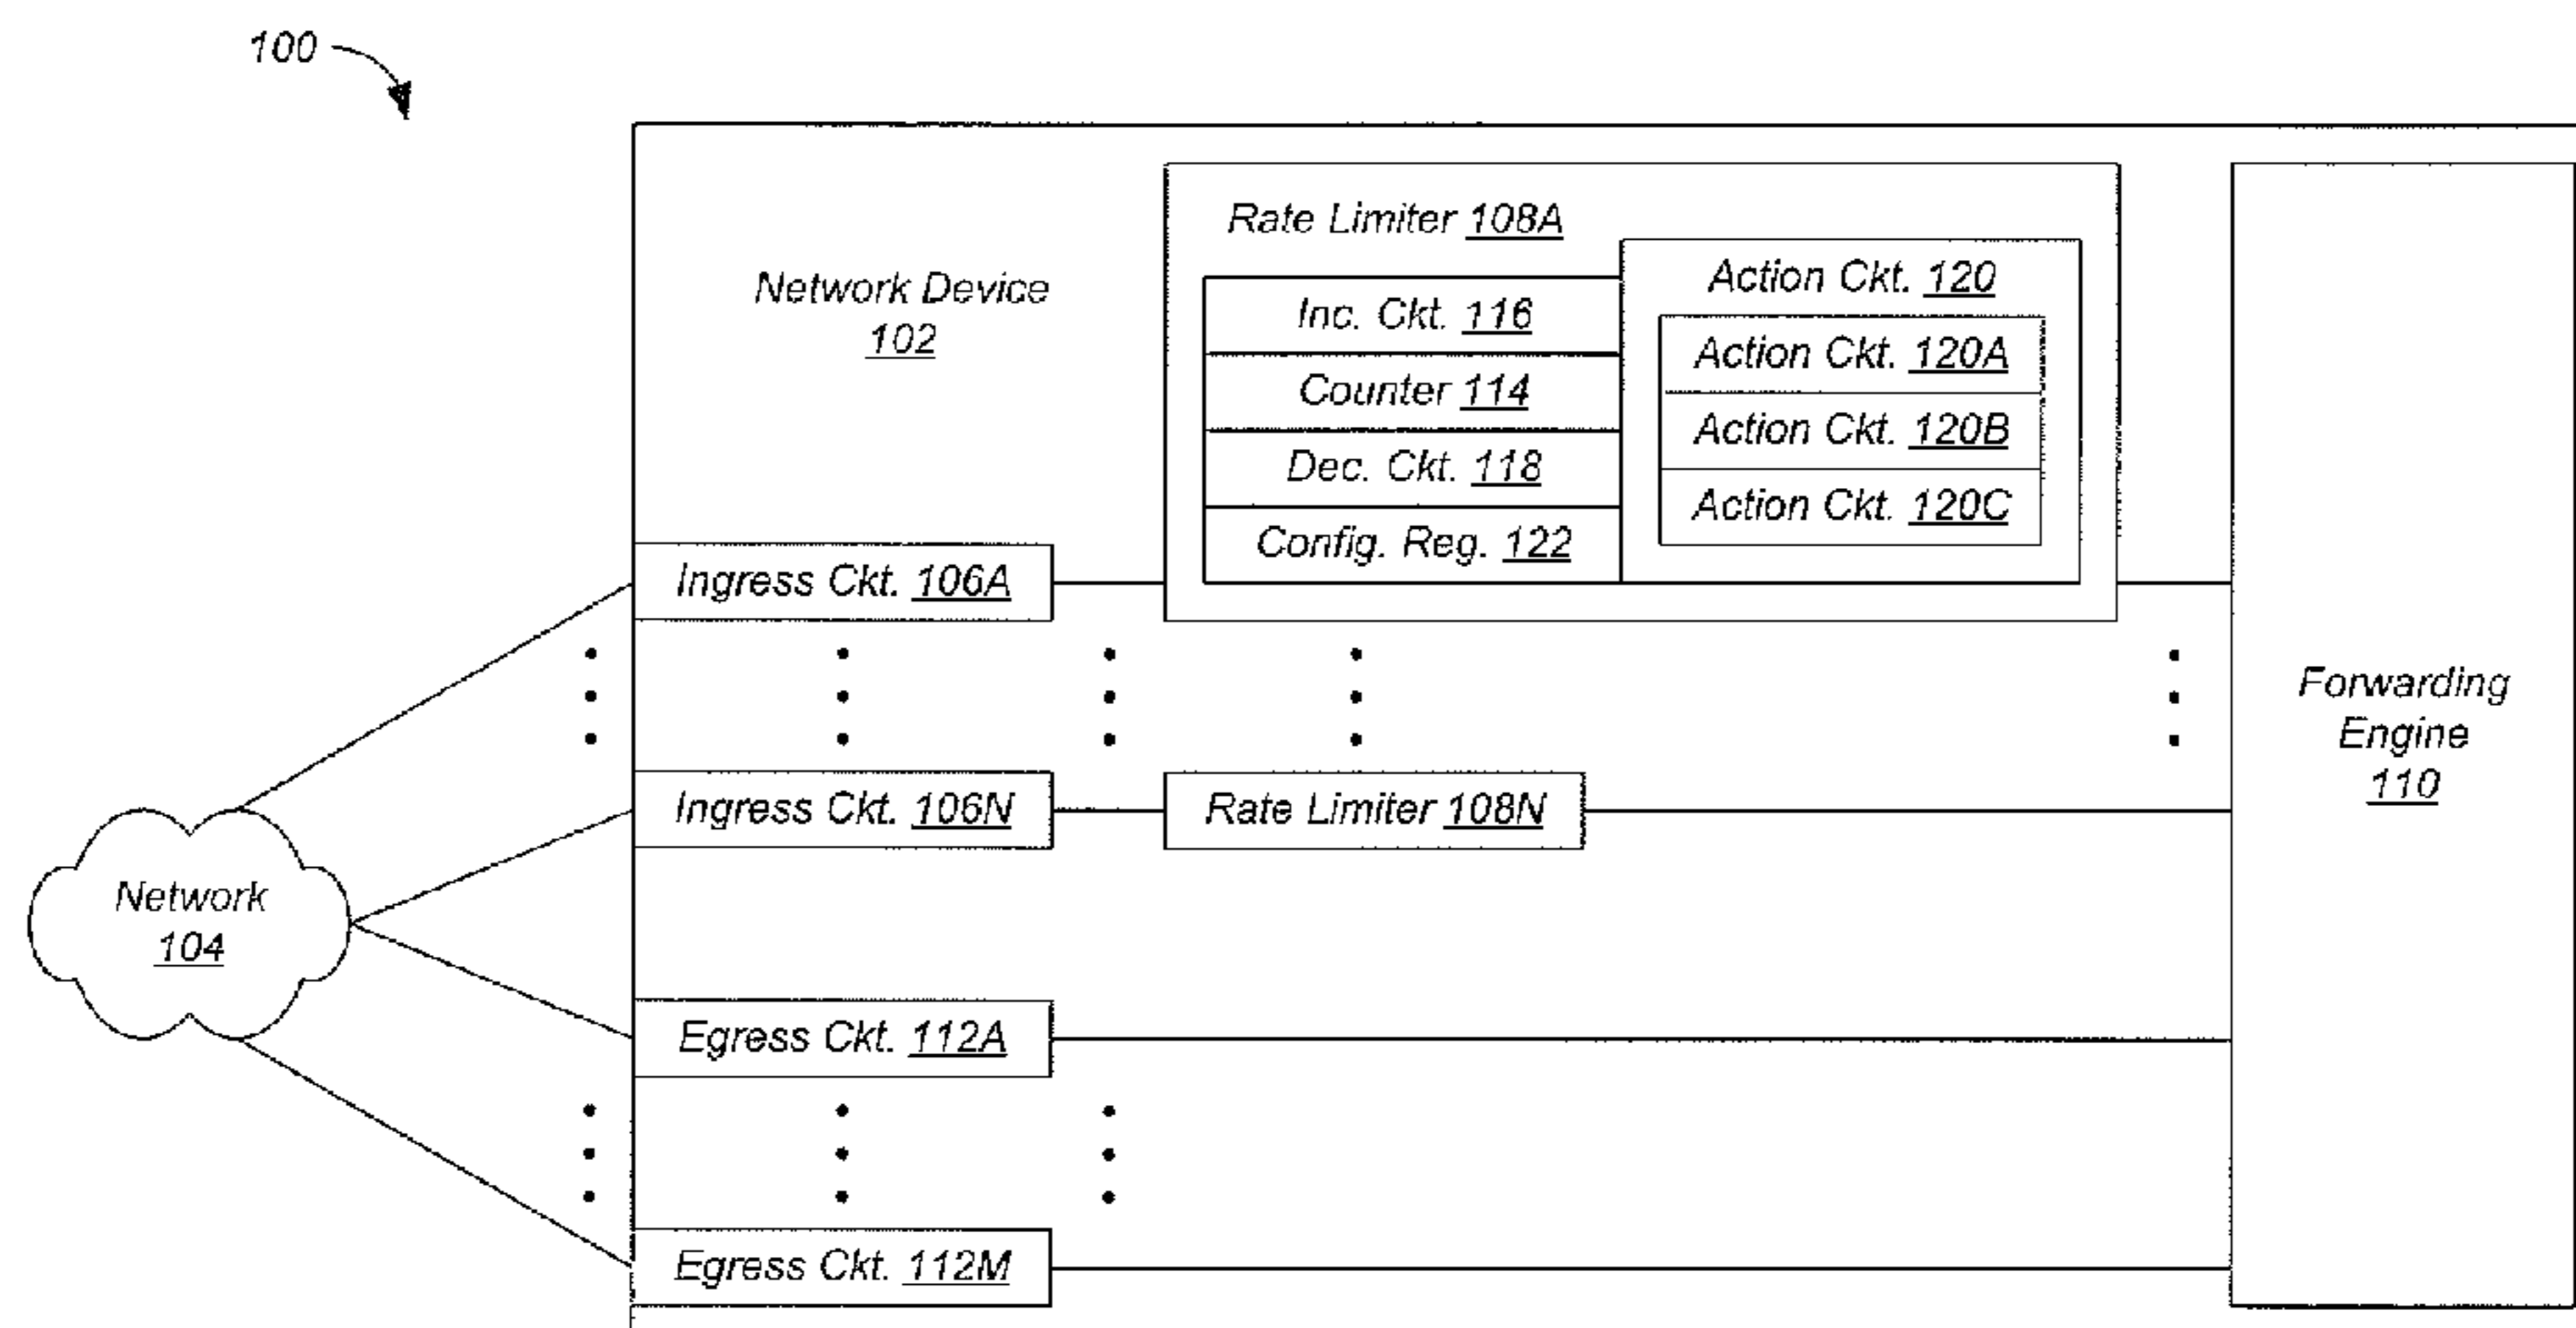 100
Rate Limiter 108A
Network Device
102
Inc. Ckt. 116
Counter 114
Dec. Ckt. 118
Config. Reg. 122
Action Ckt. 120
Action Ckt. 120A
Action Ckt. 120B
Action Ckt. 120C
Ingress Ckt. 106A
Forwarding
Engine
110
Ingress Ckt. 106N
Rate Limiter 108N
Network
104
Egress Ckt. 112A
Egress Ckt. 112M